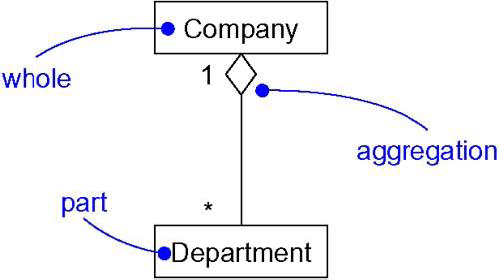 Company
whole
1
aggregation
part
*
Department